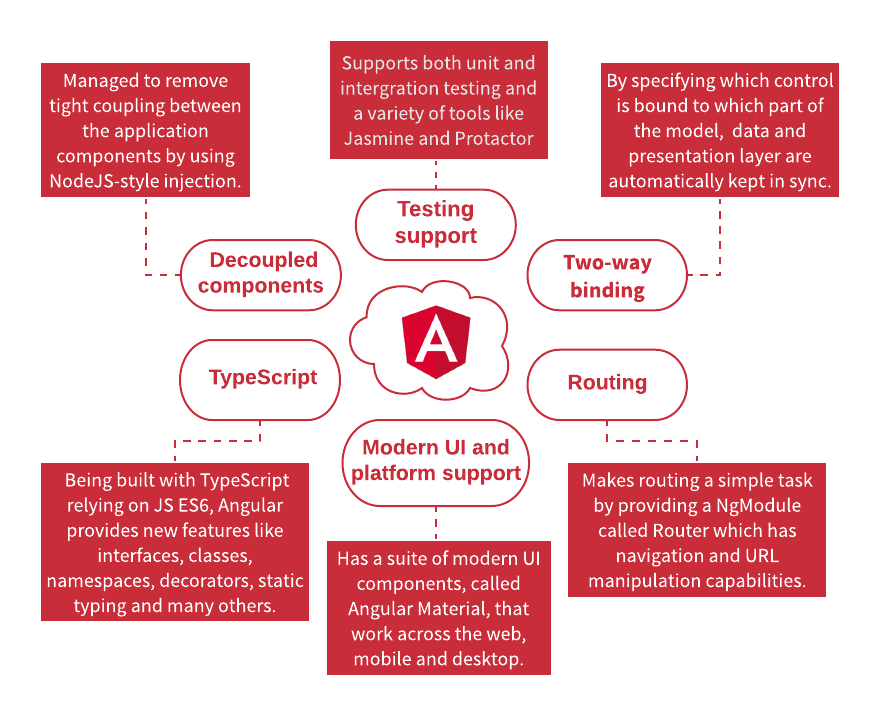 Managed to remove
tight coupling between
the application
components by using
NodeJS-style injection.
Supports both unit and
intergration testing and
a variety of tools like
Jasmine and Protactor
By specifying which control
is bound to which part of
the model, data and
presentation layer are
automatically kept in sync.
Decoupled
components
Testing
support
Two-way
binding
A
TypeScript
Routing
Modern UI and
platform support
Being built with TypeScript
relying on JS ES6, Angular
provides new features like
interfaces, classes,
namespaces, decorators, static
typing and many others.
Has a suite of modern UI
components, called
Angular Material, that
work across the web,
mobile and desktop.
Makes routing a simple task
by providing a NgModule
called Router which has
navigation and URL
manipulation capabilities.